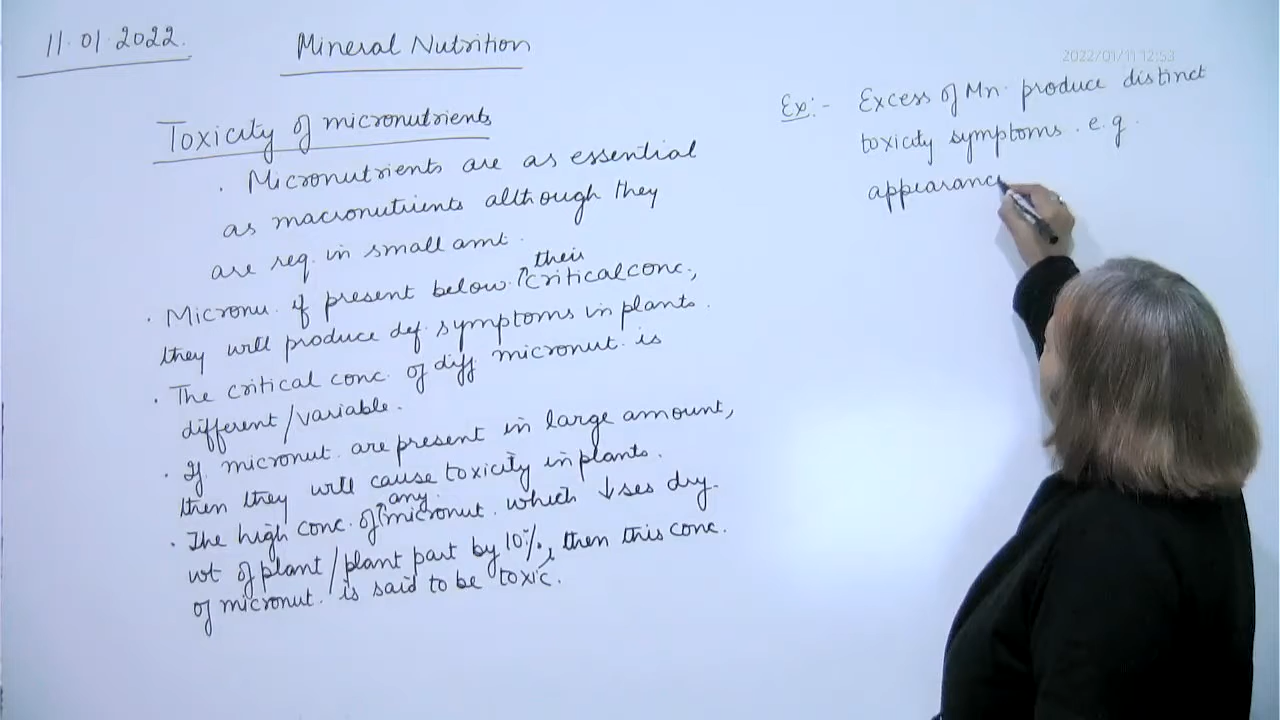 11.01.2022.
Mineral Nutrition
2022/01/11 12:53
Toxicity of micronutrients
. Micronutrients are as essential
as macronutrients although they
are req. in small amt.
. Micronu. if present below ↑ their critical conc.,
they will produce def. symptoms in plants.
. The critical conc. of diff micronut. is
different/variable.
. If micronut. are present in large amount,
then they will cause toxicity in plants.
. The high conc. of ↑ any micronut. which ↓ses dry.
wt of plant/plant part by 10%, then this conc.
of micronut. is said to be toxic.
Ex:- Excess of Mn. produce distinct
toxicity symptoms. e.g.
appearanc